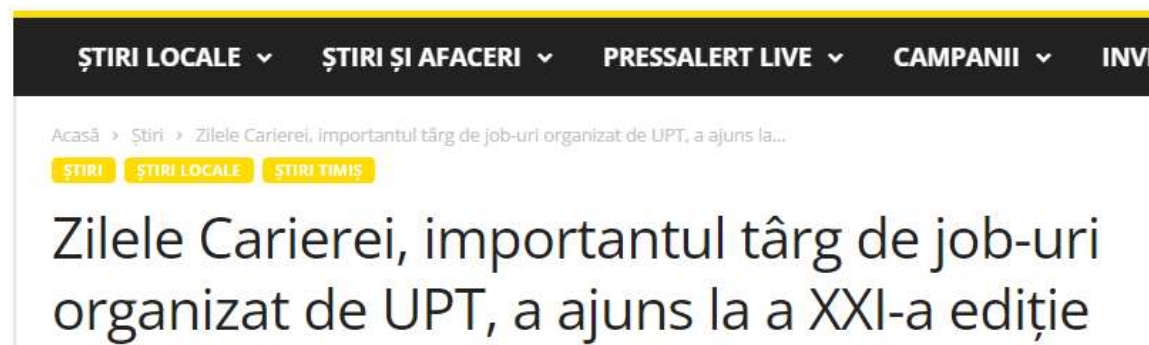 ȘTIRI LOCALE ȘTIRI ȘI AFACERI PRESSALERT LIVE CAMPANII
Acasă › Știri › Zilele Carierei, importantul târg de job-uri organizat de UPT, a ajuns la...
ȘTIRI ȘTIRI LOCALE ȘTIRI TIMIȘ
Zilele Carierei, importantul târg de job-uri
organizat de UPT, a ajuns la a XXI-a ediție